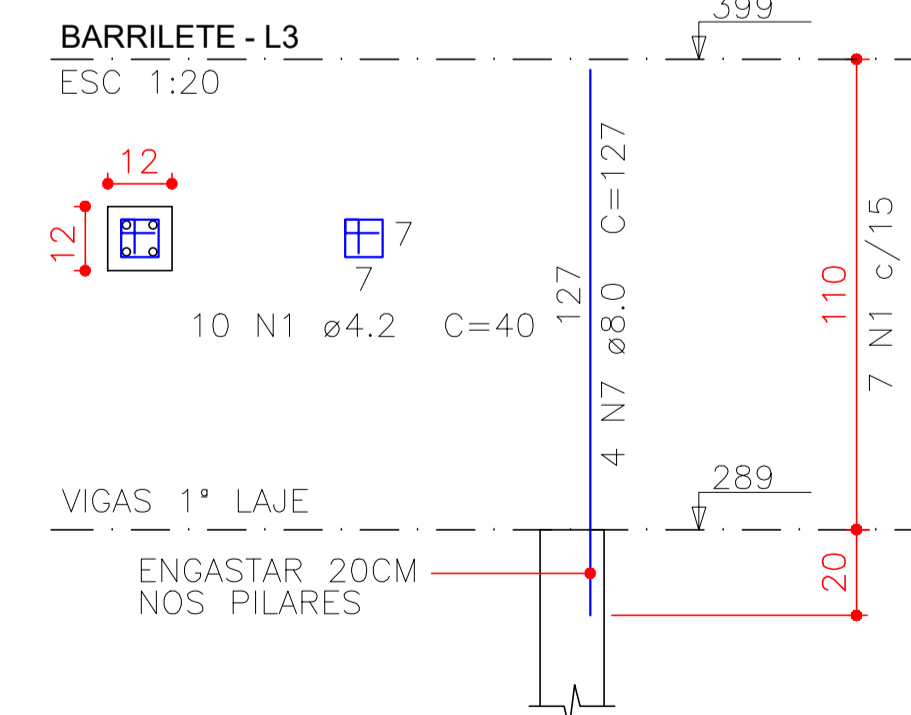 399
BARRILETE - L3
ESC 1:20
12
12
7
7
10 N1 ø4.2 C=40
127
4 N7 ø8.0 C=127
110
7 N1 c/15
289
VIGAS 1ª LAJE
ENGASTAR 20CM
NOS PILARES
20